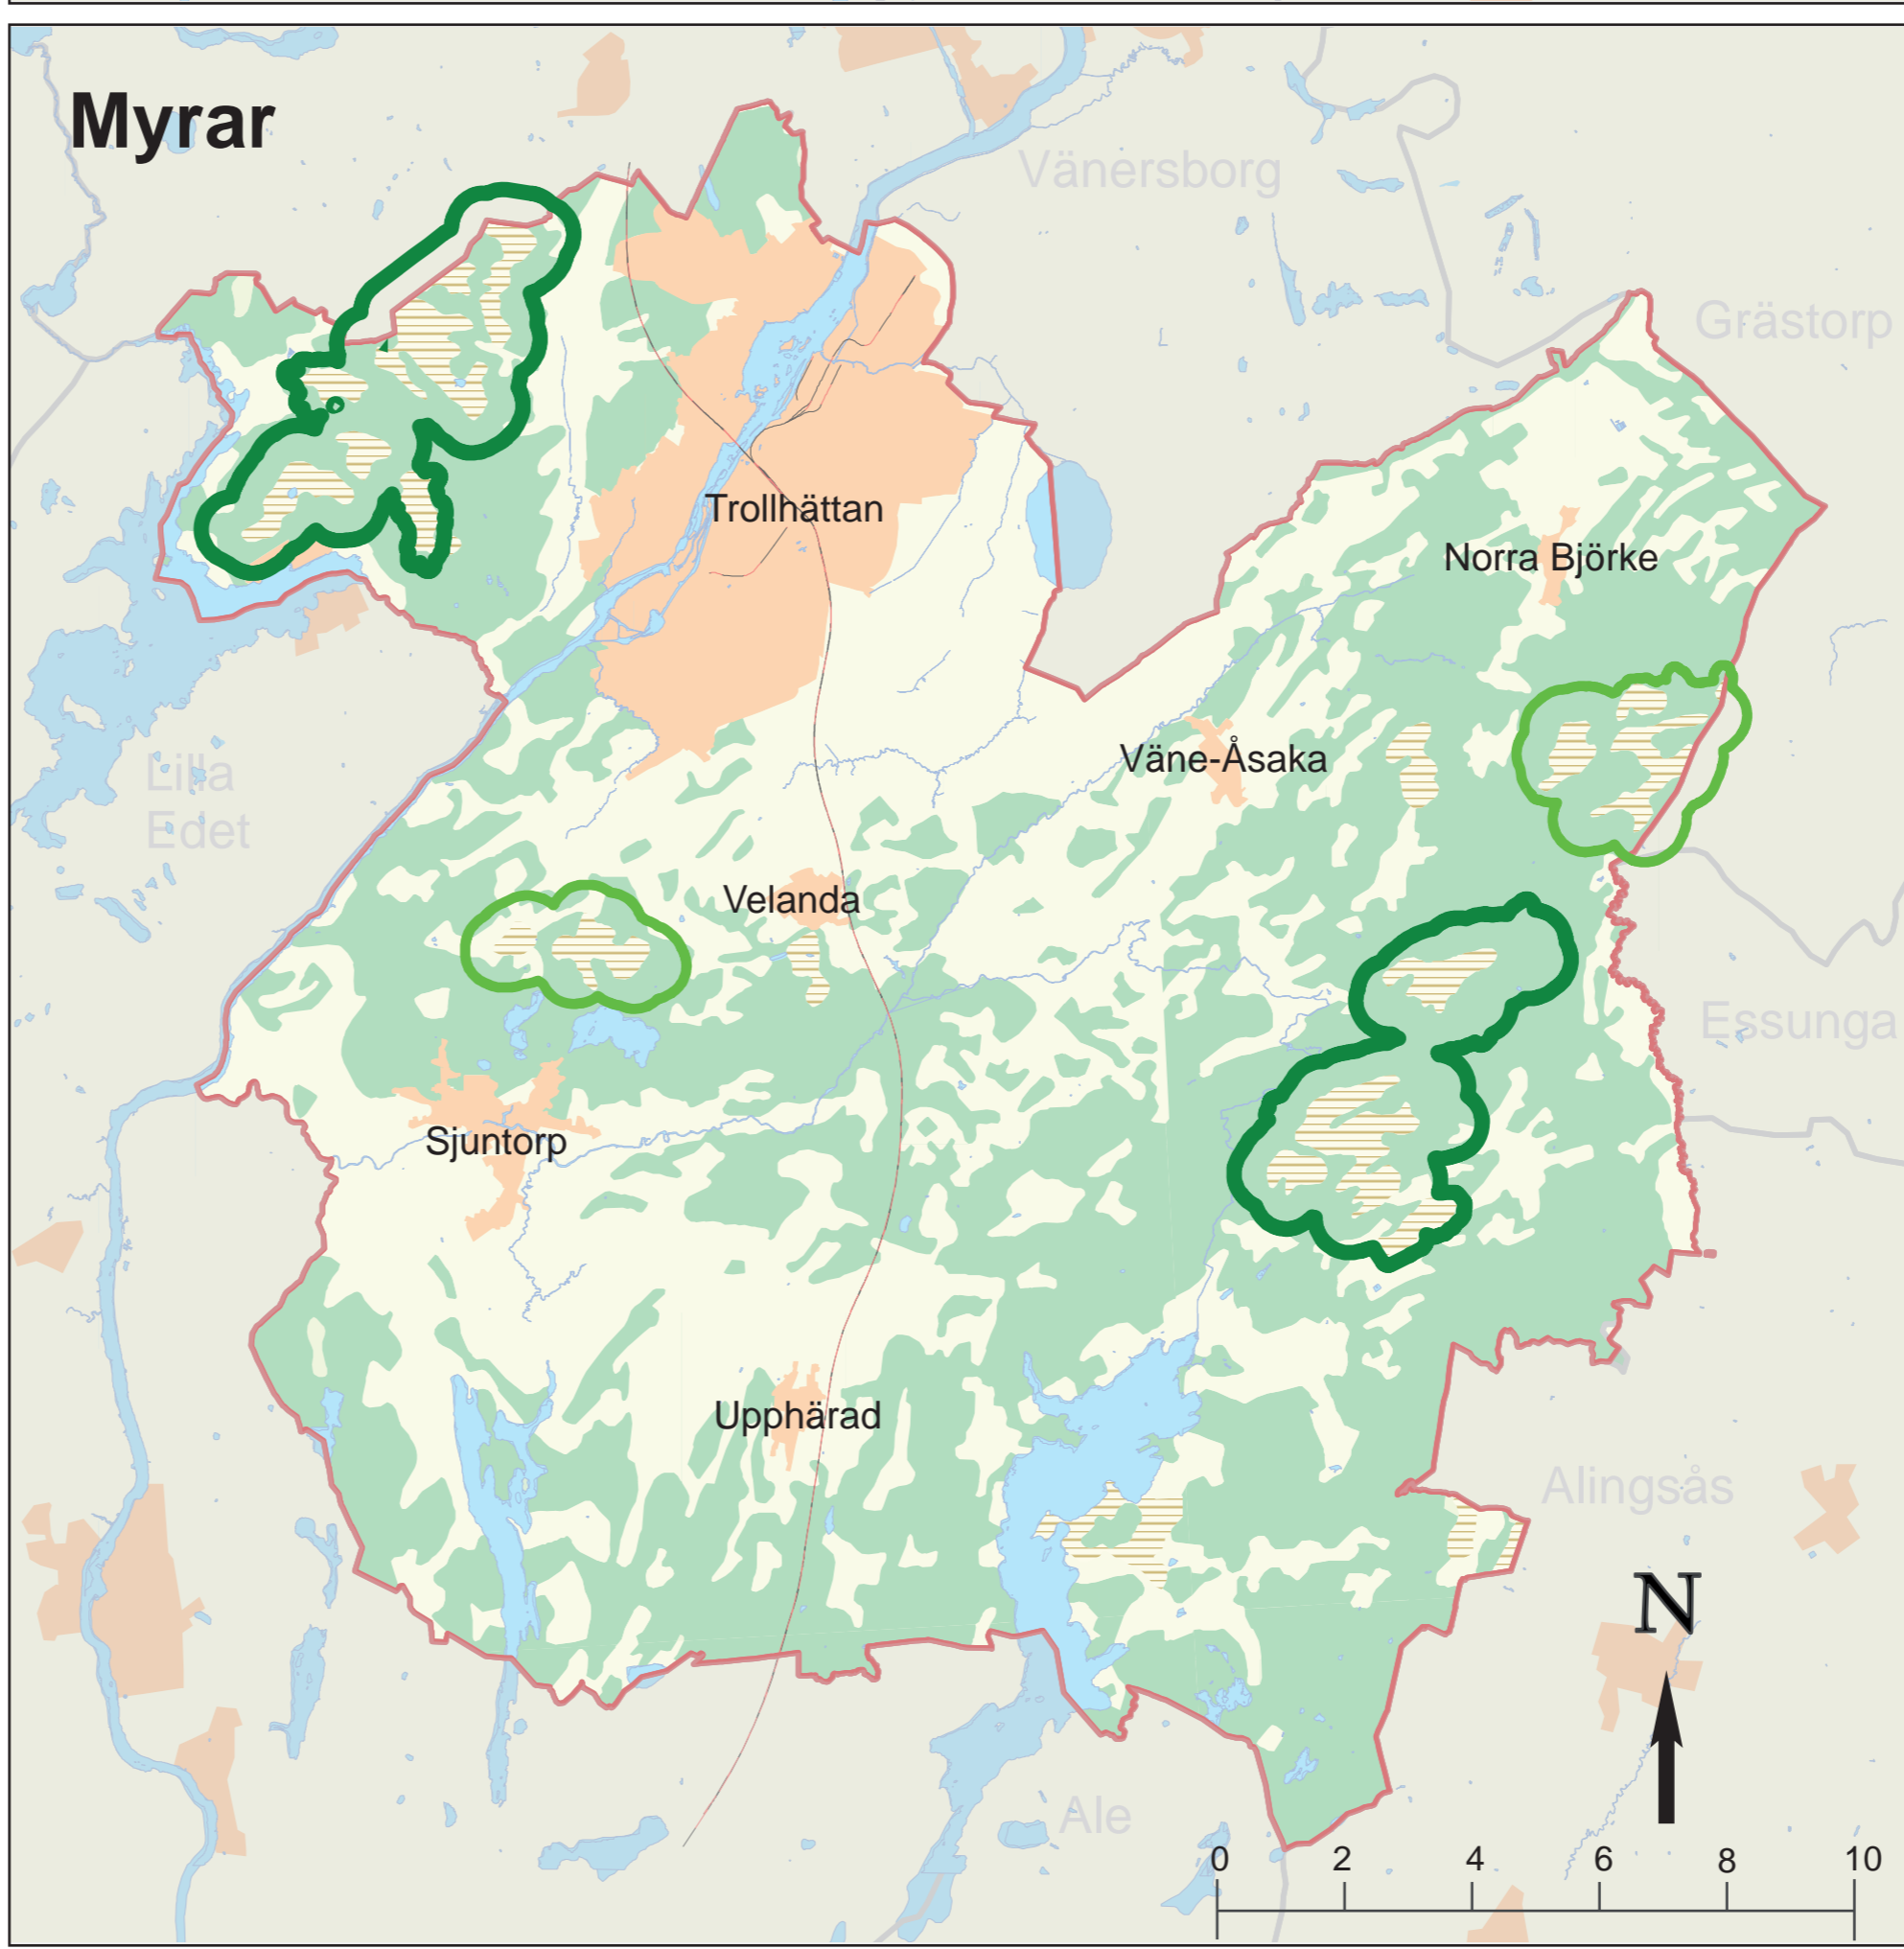 Myrar
Vänersborg
Grästorp
Trollhättan
Norra Björke
Väne-Åsaka
Lilla
Edet
Velanda
Essunga
Sjuntorp
Upphärad
Alingsås
N
Ale
0 2 4 6 8 10